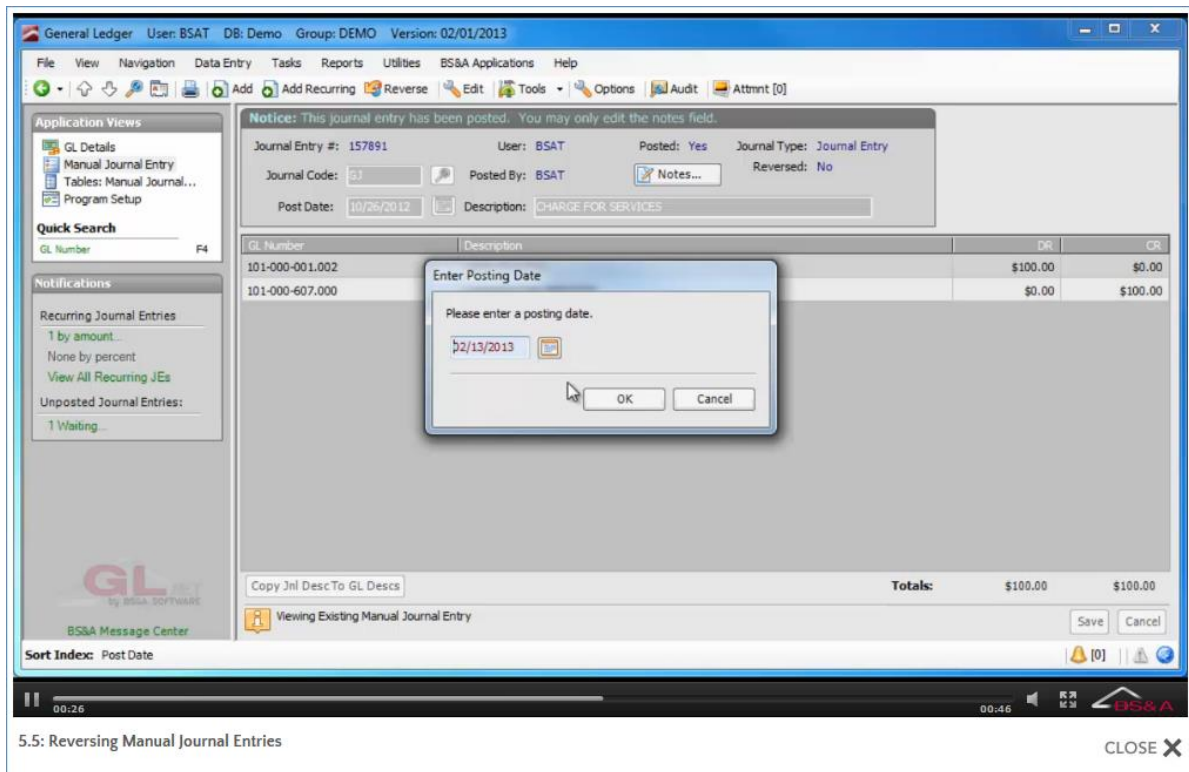 General Ledger User: BSAT DB: Demo Group: DEMO Version: 02/01/2013
File View Navigation Data Entry Tasks Reports Utilities BS&A Applications Help
Add Add Recurring Reverse Edit Tools Options Audit Attmnt [0]
Application Views
GL Details
Manual Journal Entry
Tables: Manual Journal...
Program Setup
Quick Search
GL Number F4
Notifications
Recurring Journal Entries
1 by amount...
None by percent
View All Recurring JEs
Unposted Journal Entries:
1 Waiting...
GL .NET
by BS&A SOFTWARE
BS&A Message Center
Notice: This journal entry has been posted. You may only edit the notes field.
Journal Entry #: 157891 User: BSAT Posted: Yes Journal Type: Journal Entry
Journal Code: GJ Posted By: BSAT Notes... Reversed: No
Post Date: 10/26/2012 Description: CHARGE FOR SERVICES
GL Number Description DR CR
101-000-001.002 $100.00 $0.00
101-000-607.000 $0.00 $100.00
Enter Posting Date
Please enter a posting date.
02/13/2013
OK Cancel
Copy Jnl Desc To GL Descs Totals: $100.00 $100.00
Viewing Existing Manual Journal Entry Save Cancel
Sort Index: Post Date [0]
00:26 00:46 BS&A
5.5: Reversing Manual Journal Entries CLOSE